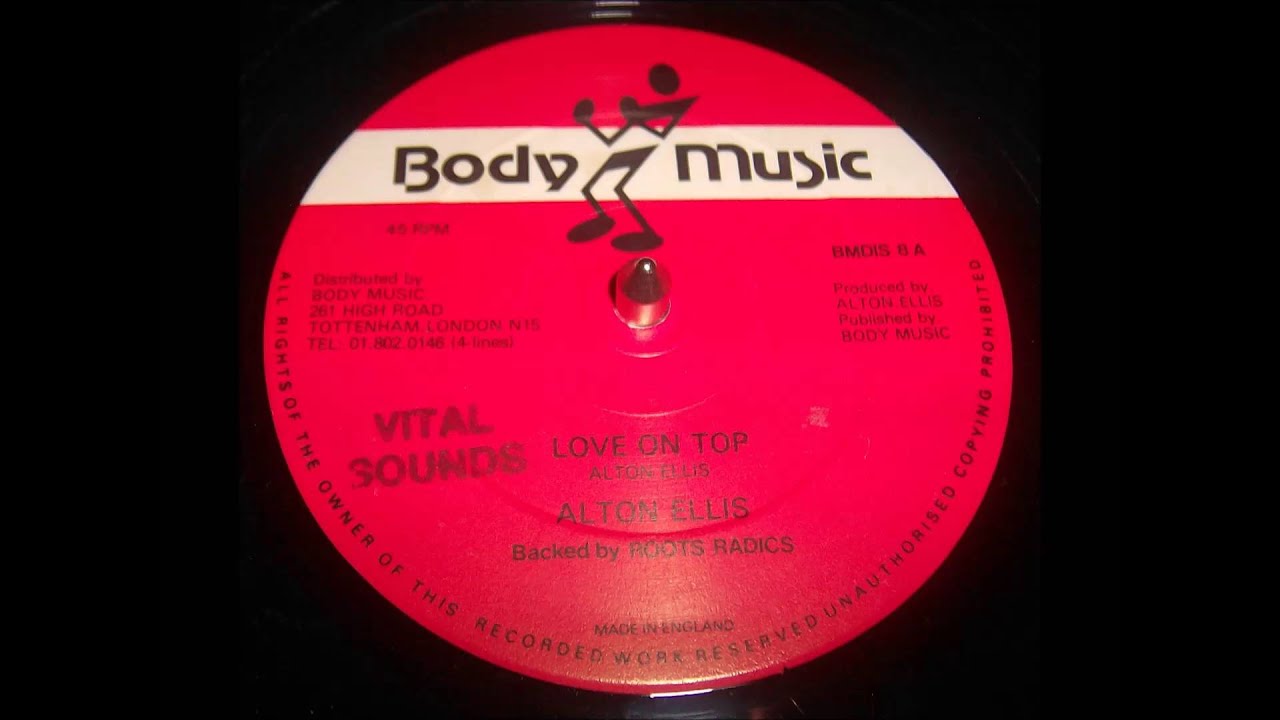 Body Music
45 RPM
BMDIS 8 A
Distributed by
BODY MUSIC
261 HIGH ROAD
TOTTENHAM, LONDON N15
TEL: 01.802.0146 (4-lines)
Produced by
ALTON ELLIS
Published by
BODY MUSIC
VITAL
SOUNDS
LOVE ON TOP
ALTON ELLIS
ALTON ELLIS
Backed by ROOTS RADICS
MADE IN ENGLAND
ALL RIGHTS OF THE OWNER OF THIS RECORDED WORK RESERVED UNAUTHORISED COPYING PROHIBITED